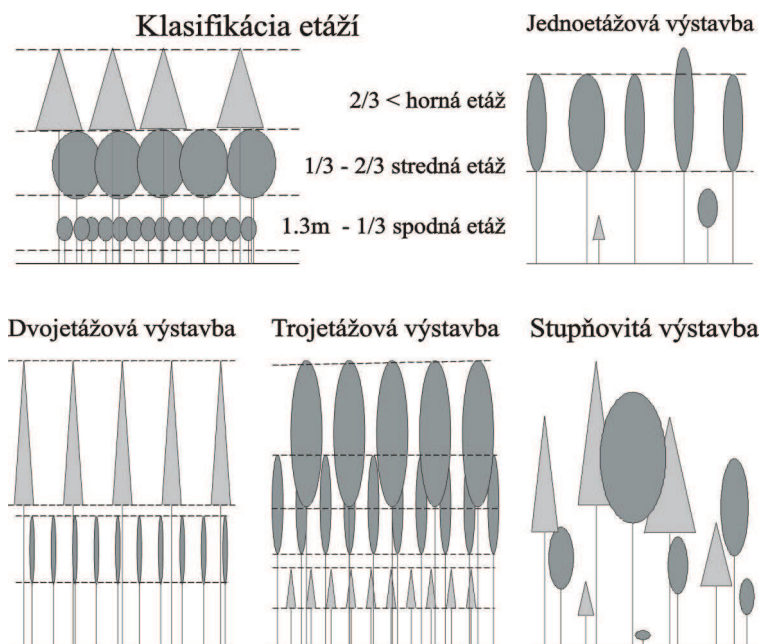 Klasifikácia etáží
Jednoetážová výstavba
2/3 < horná etáž
1/3 - 2/3 stredná etáž
1.3m - 1/3 spodná etáž
Dvojetážová výstavba
Trojetážová výstavba
Stupňovitá výstavba